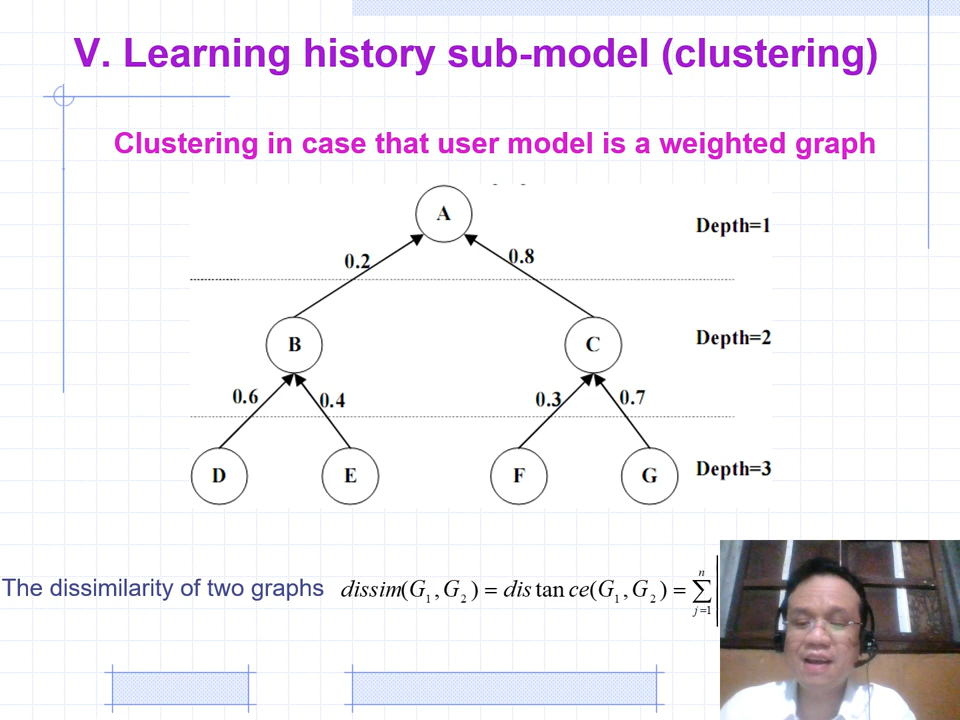 V. Learning history sub-model (clustering)
Clustering in case that user model is a weighted graph
A
Depth=1
0.2
0.8
B
C
Depth=2
0.6
0.4
0.3
0.7
D
E
F
G
Depth=3
The dissimilarity of two graphs dissim(G₁, G₂) = dis tan ce(G₁, G₂) = ∑ⁿⱼ₌₁ |